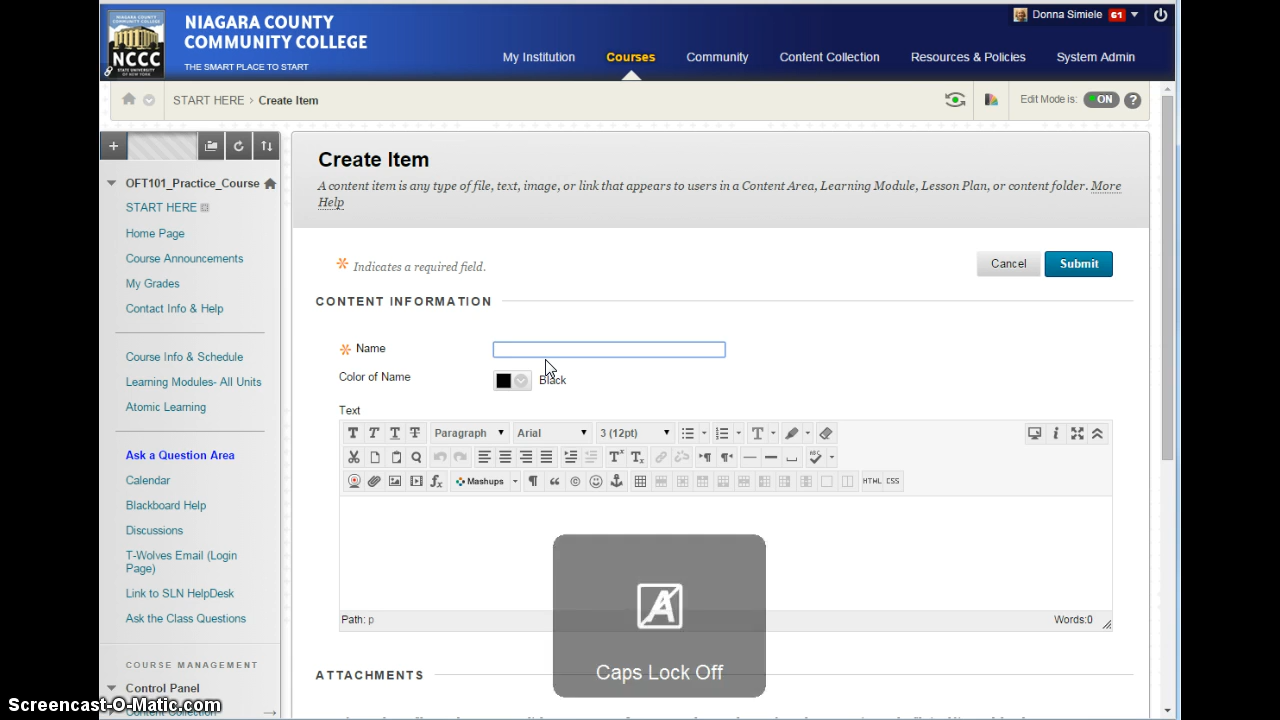 NIAGARA COUNTY
COMMUNITY COLLEGE
THE SMART PLACE TO START
NCCC
Donna Simiele 61
My Institution Courses Community Content Collection Resources & Policies System Admin
START HERE > Create Item
Edit Mode is: ON ?
OFT101_Practice_Course
START HERE
Home Page
Course Announcements
My Grades
Contact Info & Help
Course Info & Schedule
Learning Modules- All Units
Atomic Learning
Ask a Question Area
Calendar
Blackboard Help
Discussions
T-Wolves Email (Login
Page)
Link to SLN HelpDesk
Ask the Class Questions
COURSE MANAGEMENT
Control Panel
Create Item
A content item is any type of file, text, image, or link that appears to users in a Content Area, Learning Module, Lesson Plan, or content folder. More
Help
Indicates a required field.
Cancel Submit
CONTENT INFORMATION
Name
Color of Name Black
Text
T T T T Paragraph Arial 3 (12pt)
Mashups HTML CSS
Path: p Words:0
Caps Lock Off
ATTACHMENTS
Screencast-O-Matic.com